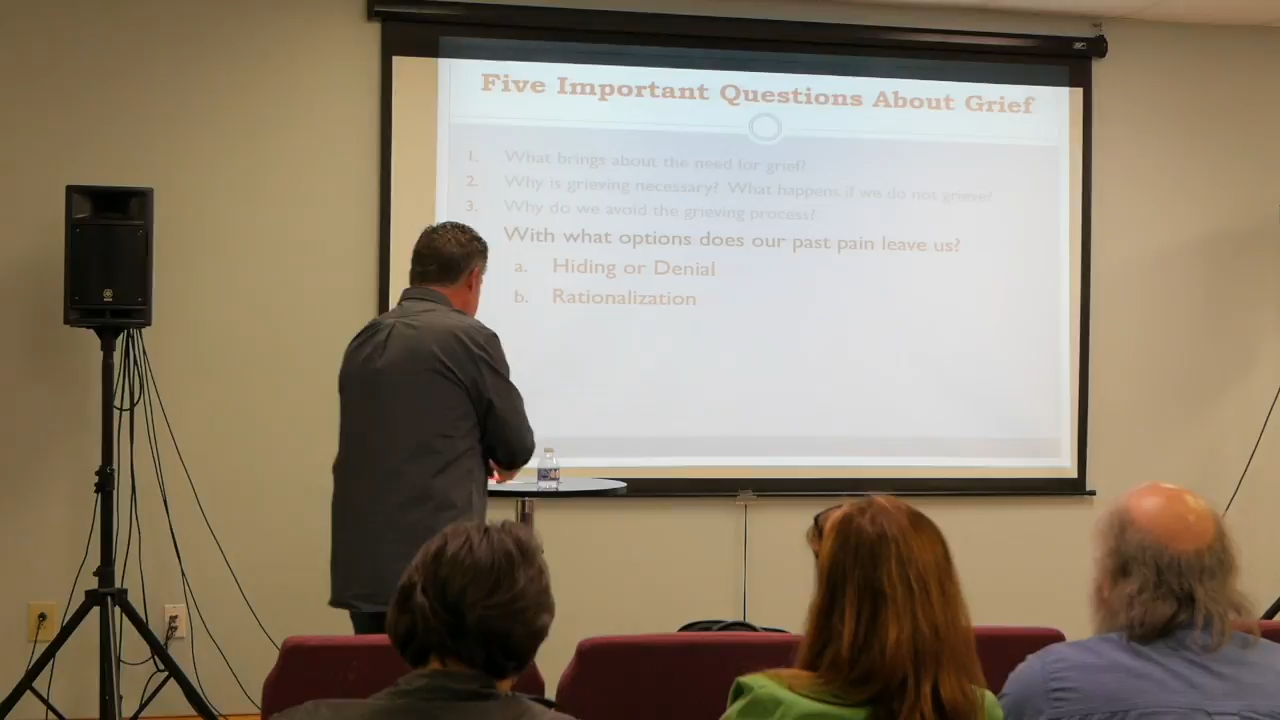 Five Important Questions About Grief
1. What brings about the need for grief?
2. Why is grieving necessary? What happens if we do not grieve?
3. Why do we avoid the grieving process?
With what options does our past pain leave us?
a. Hiding or Denial
b. Rationalization